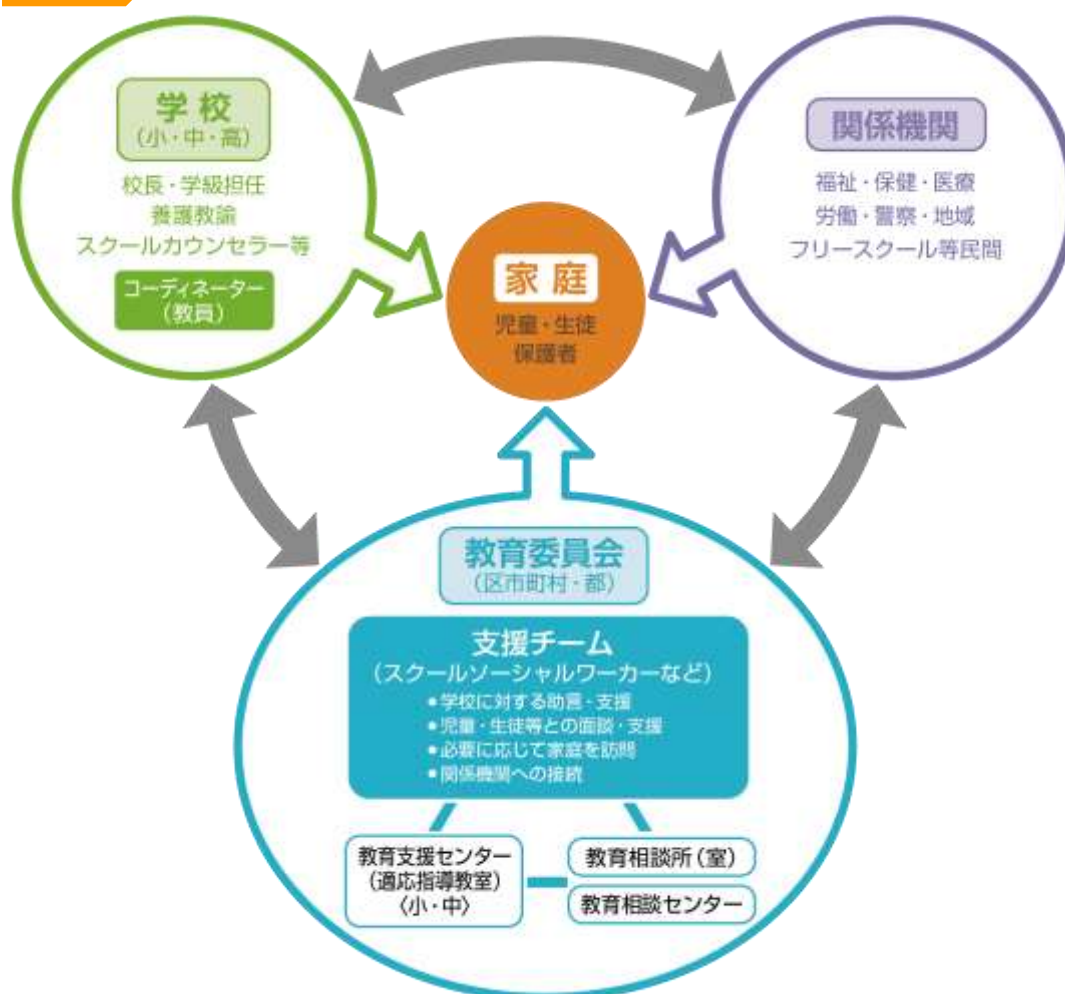 学校
(小・中・高)
校長・学級担任
養護教諭
スクールカウンセラー等
コーディネーター
(教員)
関係機関
福祉・保健・医療
労働・警察・地域
フリースクール等民間
家庭
児童・生徒
保護者
教育委員会
(区市町村・都)
支援チーム
(スクールソーシャルワーカーなど)
●学校に対する助言・支援
●児童・生徒等との面談・支援
●必要に応じて家庭を訪問
●関係機関への接続
教育支援センター
(適応指導教室)
〈小・中〉
教育相談所(室)
教育相談センター